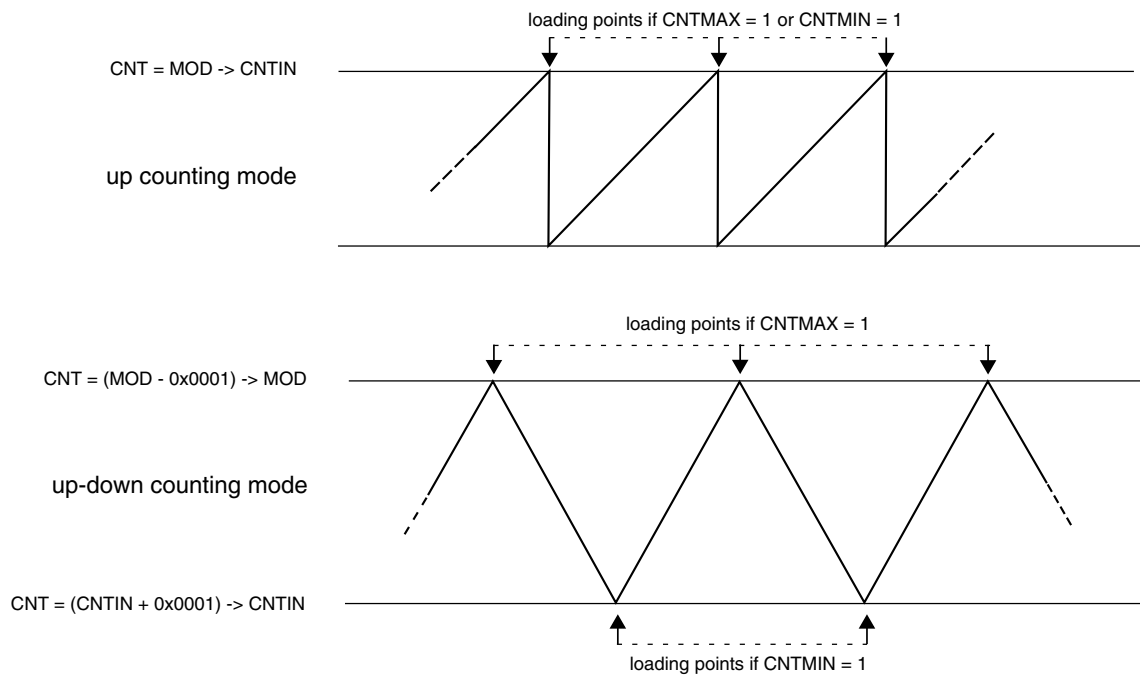 loading points if CNTMAX = 1 or CNTMIN = 1
CNT = MOD -> CNTIN
up counting mode
loading points if CNTMAX = 1
CNT = (MOD - 0x0001) -> MOD
up-down counting mode
CNT = (CNTIN + 0x0001) -> CNTIN
loading points if CNTMIN = 1